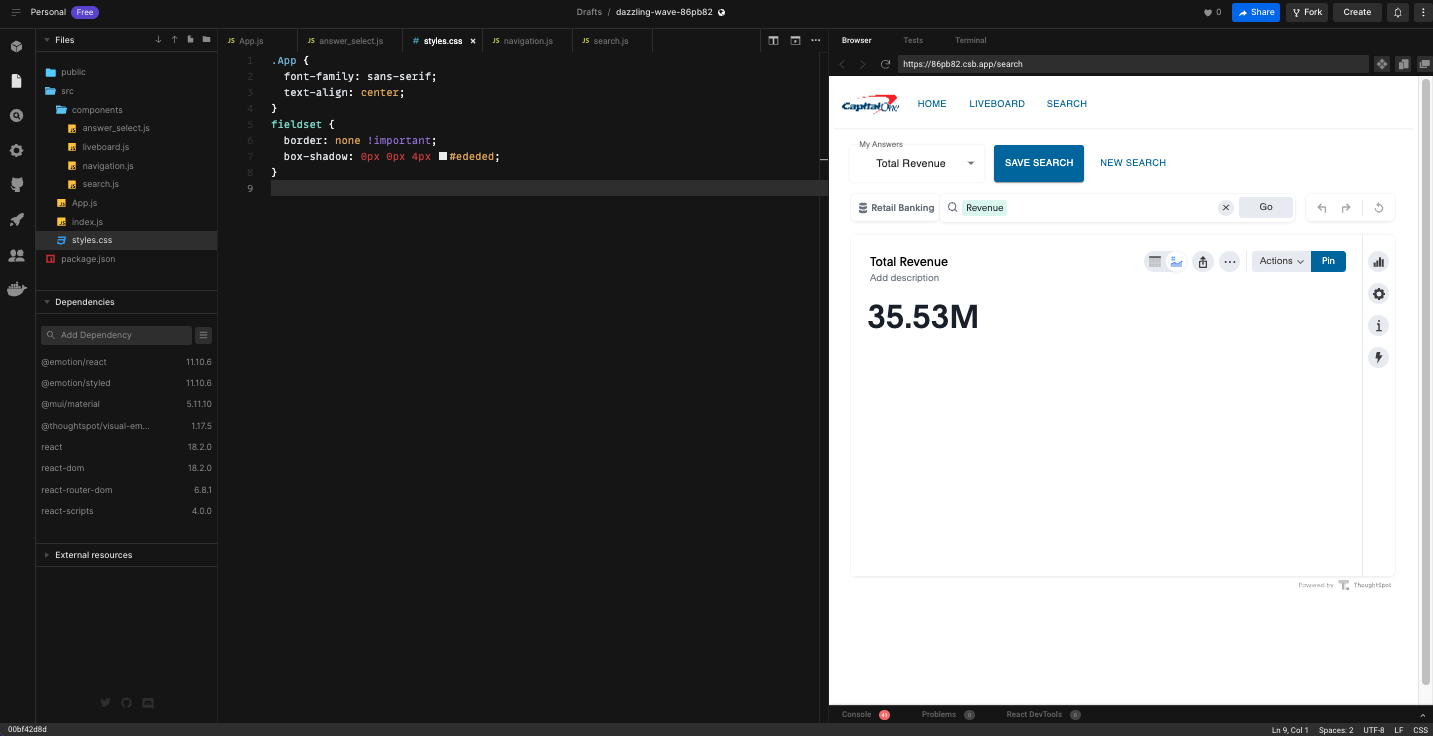 Personal Free
Drafts / dazzling-wave-86pb82
0 Share Fork Create
Files
public
src
components
answer_select.js
liveboard.js
navigation.js
search.js
App.js
index.js
styles.css
package.json
Dependencies
Add Dependency
@emotion/react 11.10.6
@emotion/styled 11.10.6
@mui/material 5.11.10
@thoughtspot/visual-em... 1.17.5
react 18.2.0
react-dom 18.2.0
react-router-dom 6.8.1
react-scripts 4.0.0
External resources
JS App.js JS answer_select.js # styles.css × JS navigation.js JS search.js
1 .App {
2 font-family: sans-serif;
3 text-align: center;
4 }
5 fieldset {
6 border: none !important;
7 box-shadow: 0px 0px 4px #ededed;
8 }
9
Browser Tests Terminal
https://86pb82.csb.app/search
Capital One HOME LIVEBOARD SEARCH
My Answers
Total Revenue SAVE SEARCH NEW SEARCH
Retail Banking Revenue Go
Total Revenue Actions Pin
Add description
35.53M
Powered by ThoughtSpot
Console 41 Problems 0 React DevTools 0
00bf42d8d Ln 9, Col 1 Spaces: 2 UTF-8 LF CSS